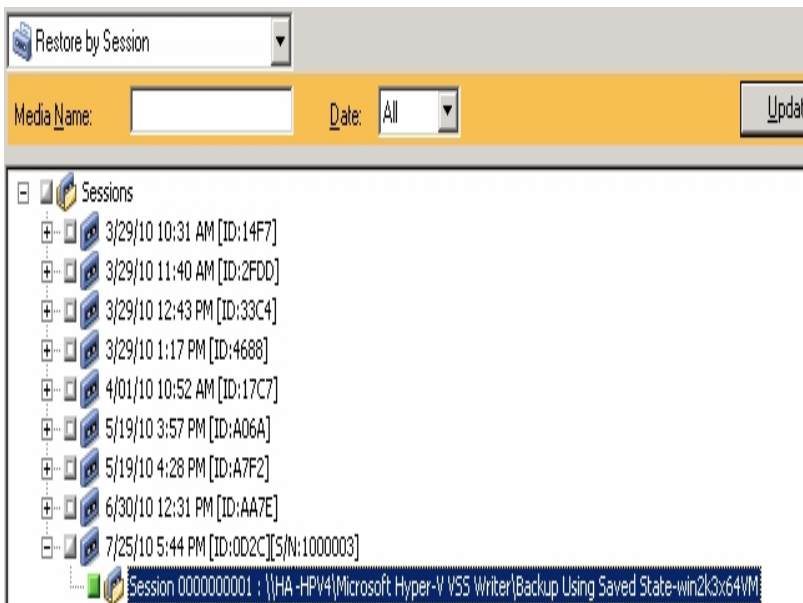 Restore by Session
Media Name: Date: All Updat
Sessions
3/29/10 10:31 AM [ID:14F7]
3/29/10 11:40 AM [ID:2FDD]
3/29/10 12:43 PM [ID:33C4]
3/29/10 1:17 PM [ID:4688]
4/01/10 10:52 AM [ID:17C7]
5/19/10 3:57 PM [ID:A06A]
5/19/10 4:28 PM [ID:A7F2]
6/30/10 12:31 PM [ID:AA7E]
7/25/10 5:44 PM [ID:0D2C][S/N:1000003]
Session 0000000001 : \\HA-HPV4\Microsoft Hyper-V VSS Writer\Backup Using Saved State-win2k3x64VM